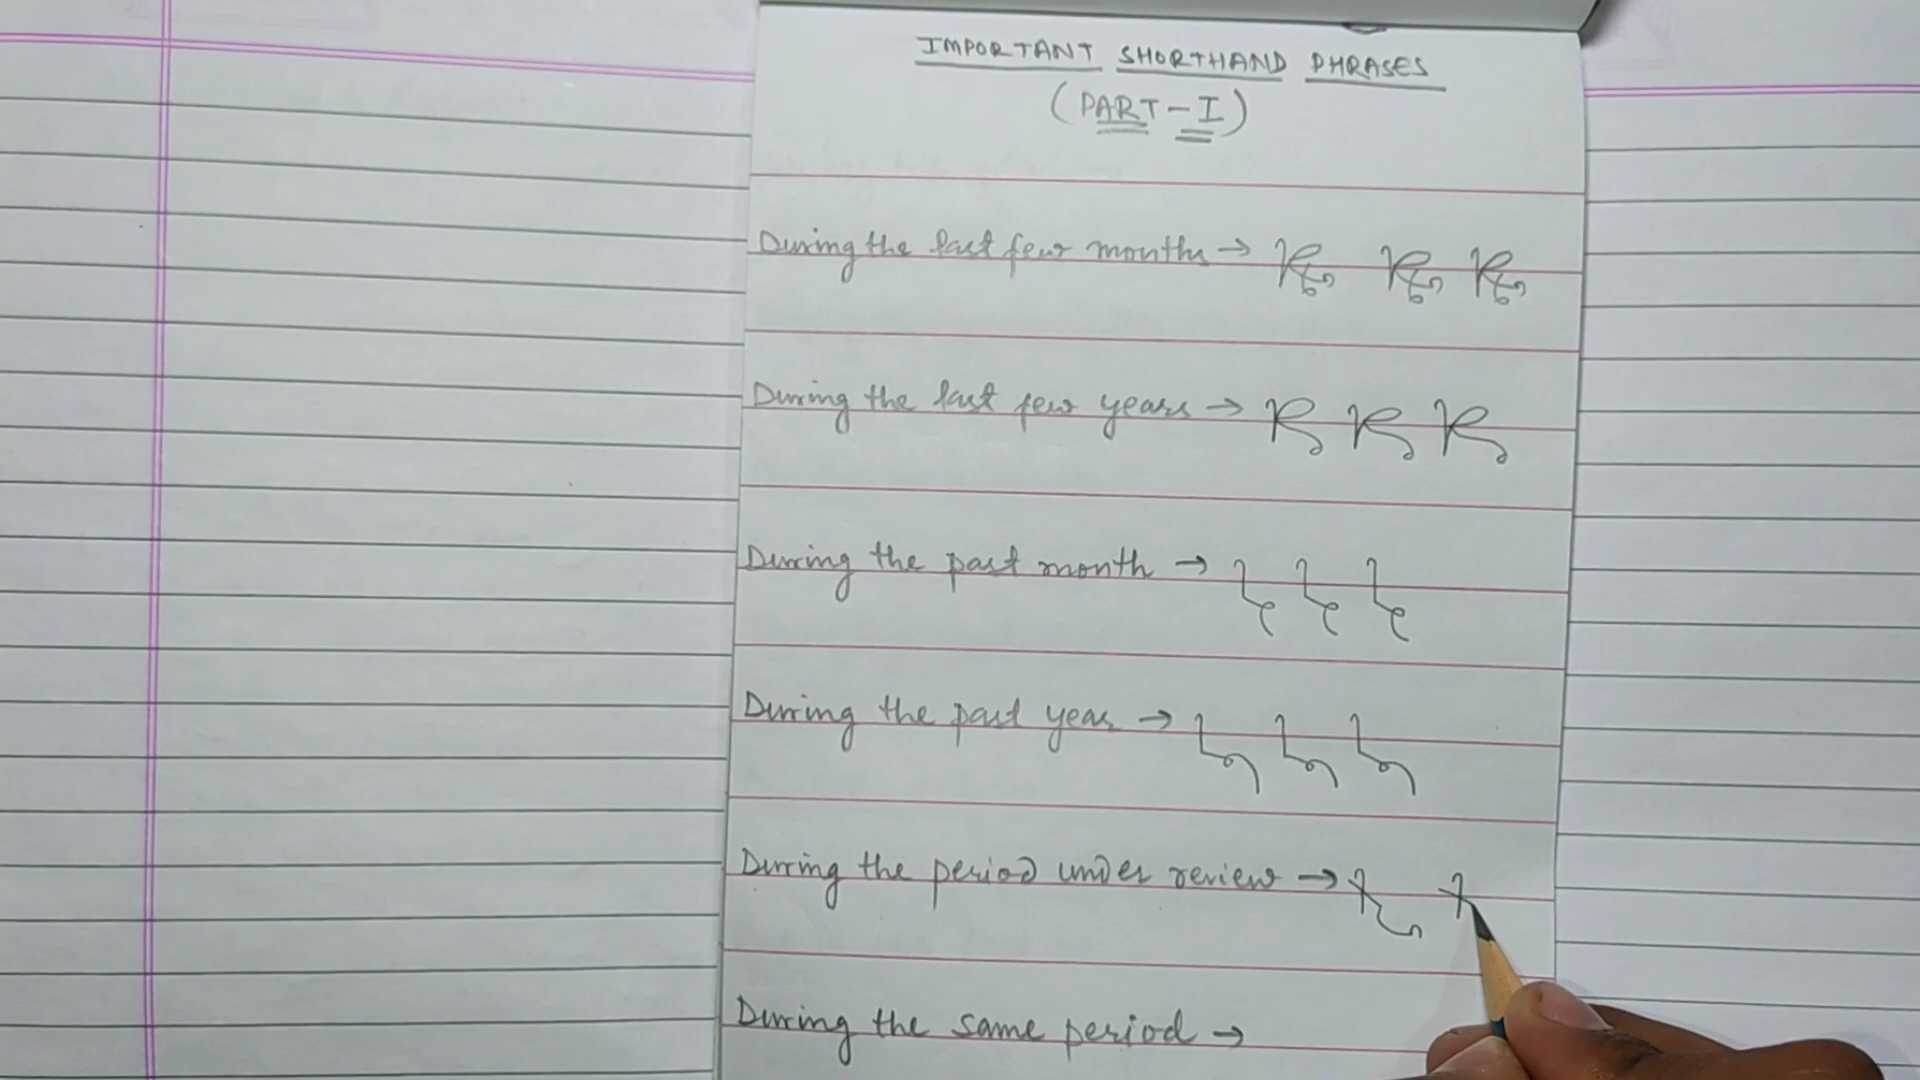 IMPORTANT SHORTHAND PHRASES
(PART-I)
During the last few months →
During the last few years →
During the past month →
During the past year →
During the period under review →
During the same period →